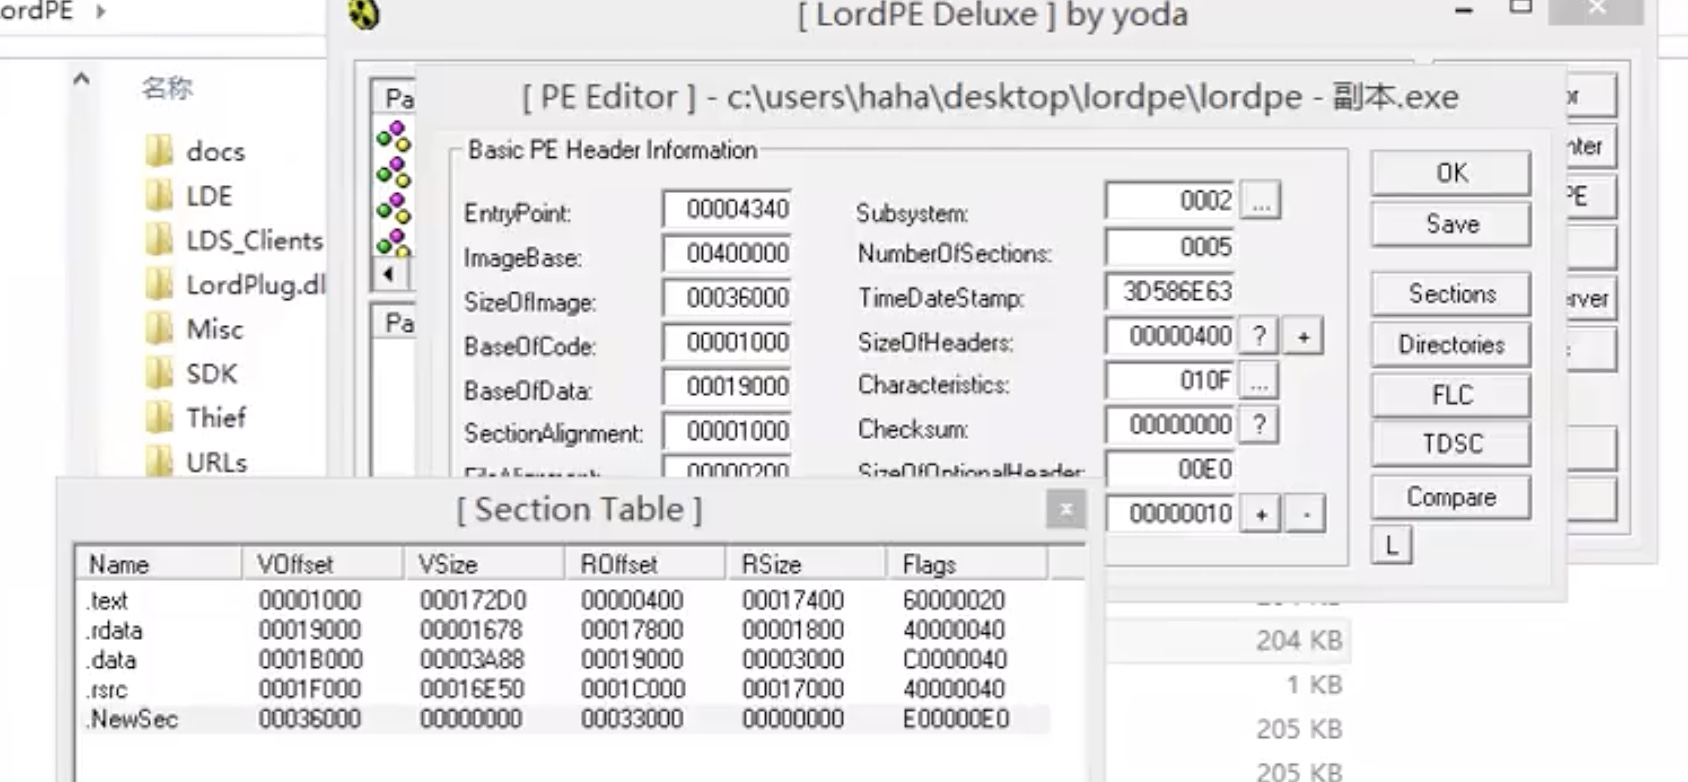 ordPE
[ LordPE Deluxe ] by yoda
名称
docs
LDE
LDS_Clients
LordPlug.dl
Misc
SDK
Thief
URLs
Pa
Pa
[ PE Editor ] - c:\users\haha\desktop\lordpe\lordpe - 副本.exe
Basic PE Header Information
EntryPoint: 00004340
ImageBase: 00400000
SizeOfImage: 00036000
BaseOfCode: 00001000
BaseOfData: 00019000
SectionAlignment: 00001000
FileAlignment: 00000200
Subsystem: 0002 ...
NumberOfSections: 0005
TimeDateStamp: 3D586E63
SizeOfHeaders: 00000400 ? +
Characteristics: 010F ...
Checksum: 00000000 ?
SizeOfOptionalHeader: 00E0
00000010 + -
OK
Save
Sections
Directories
FLC
TDSC
Compare
L
or
nter
PE
rver
[ Section Table ]
Name VOffset VSize ROffset RSize Flags
.text 00001000 000172D0 00000400 00017400 60000020
.rdata 00019000 00001678 00017800 00001800 40000040
.data 0001B000 00003A88 00019000 00003000 C0000040
.rsrc 0001F000 00016E50 0001C000 00017000 40000040
.NewSec 00036000 00000000 00033000 00000000 E00000E0
204 KB
1 KB
205 KB
205 KB